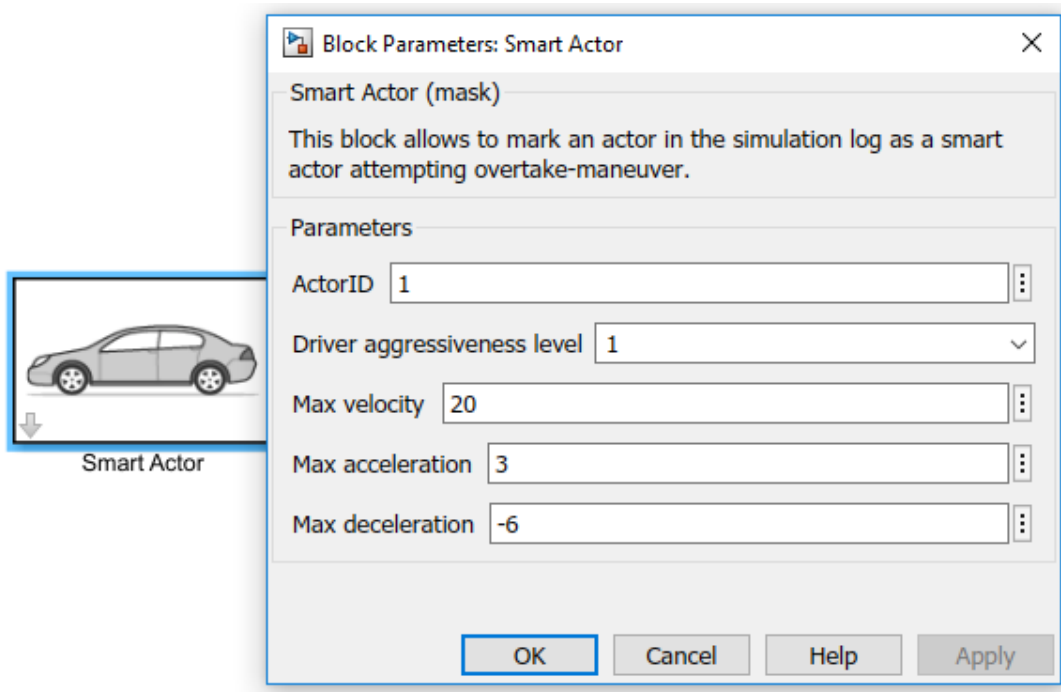 Block Parameters: Smart Actor
Smart Actor (mask)
This block allows to mark an actor in the simulation log as a smart
actor attempting overtake-maneuver.
Parameters
ActorID 1
Driver aggressiveness level 1
Max velocity 20
Max acceleration 3
Max deceleration -6
Smart Actor
OK Cancel Help Apply